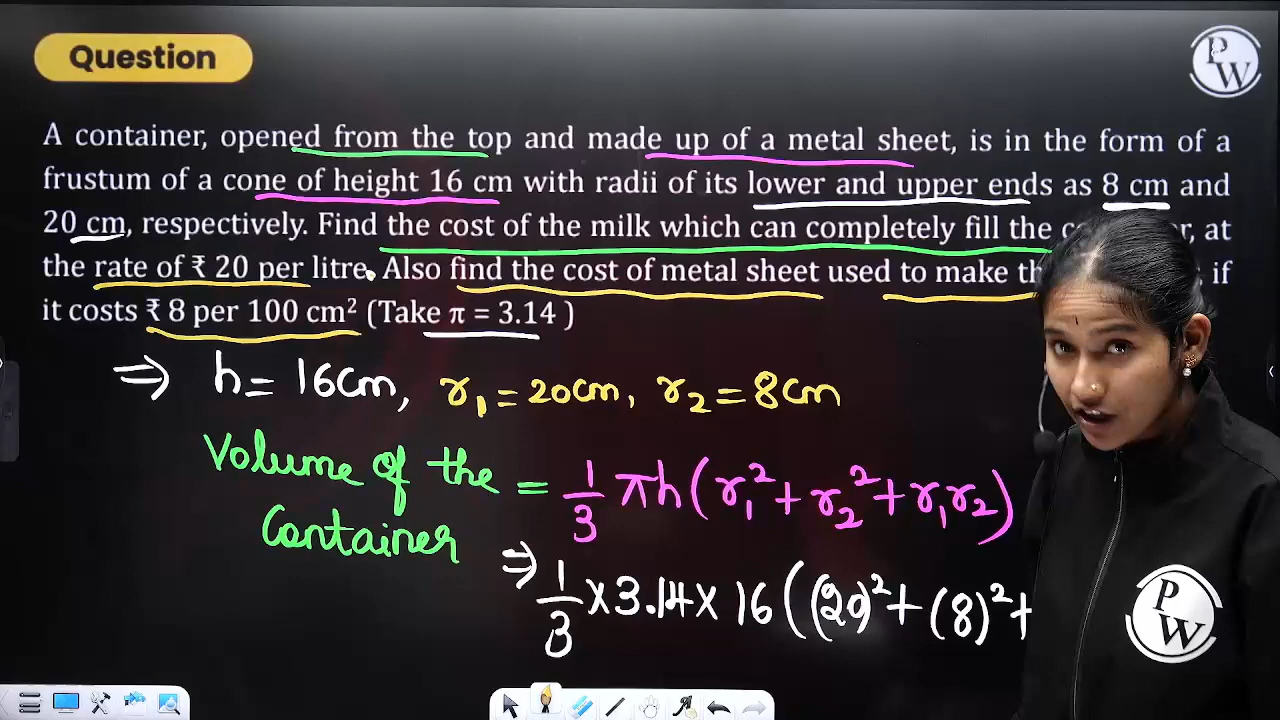 Question
PW
A container, opened from the top and made up of a metal sheet, is in the form of a
frustum of a cone of height 16 cm with radii of its lower and upper ends as 8 cm and
20 cm, respectively. Find the cost of the milk which can completely fill the at
the rate of ₹ 20 per litre. Also find the cost of metal sheet used to make if
it costs ₹ 8 per 100 cm² (Take π = 3.14 )
⇒ h = 16cm, r₁ = 20cm, r₂ = 8cm
Volume of the Container = 1/3 πh(r₁² + r₂² + r₁r₂)
⇒ 1/3 × 3.14 × 16 ((20)² + (8)² +
PW